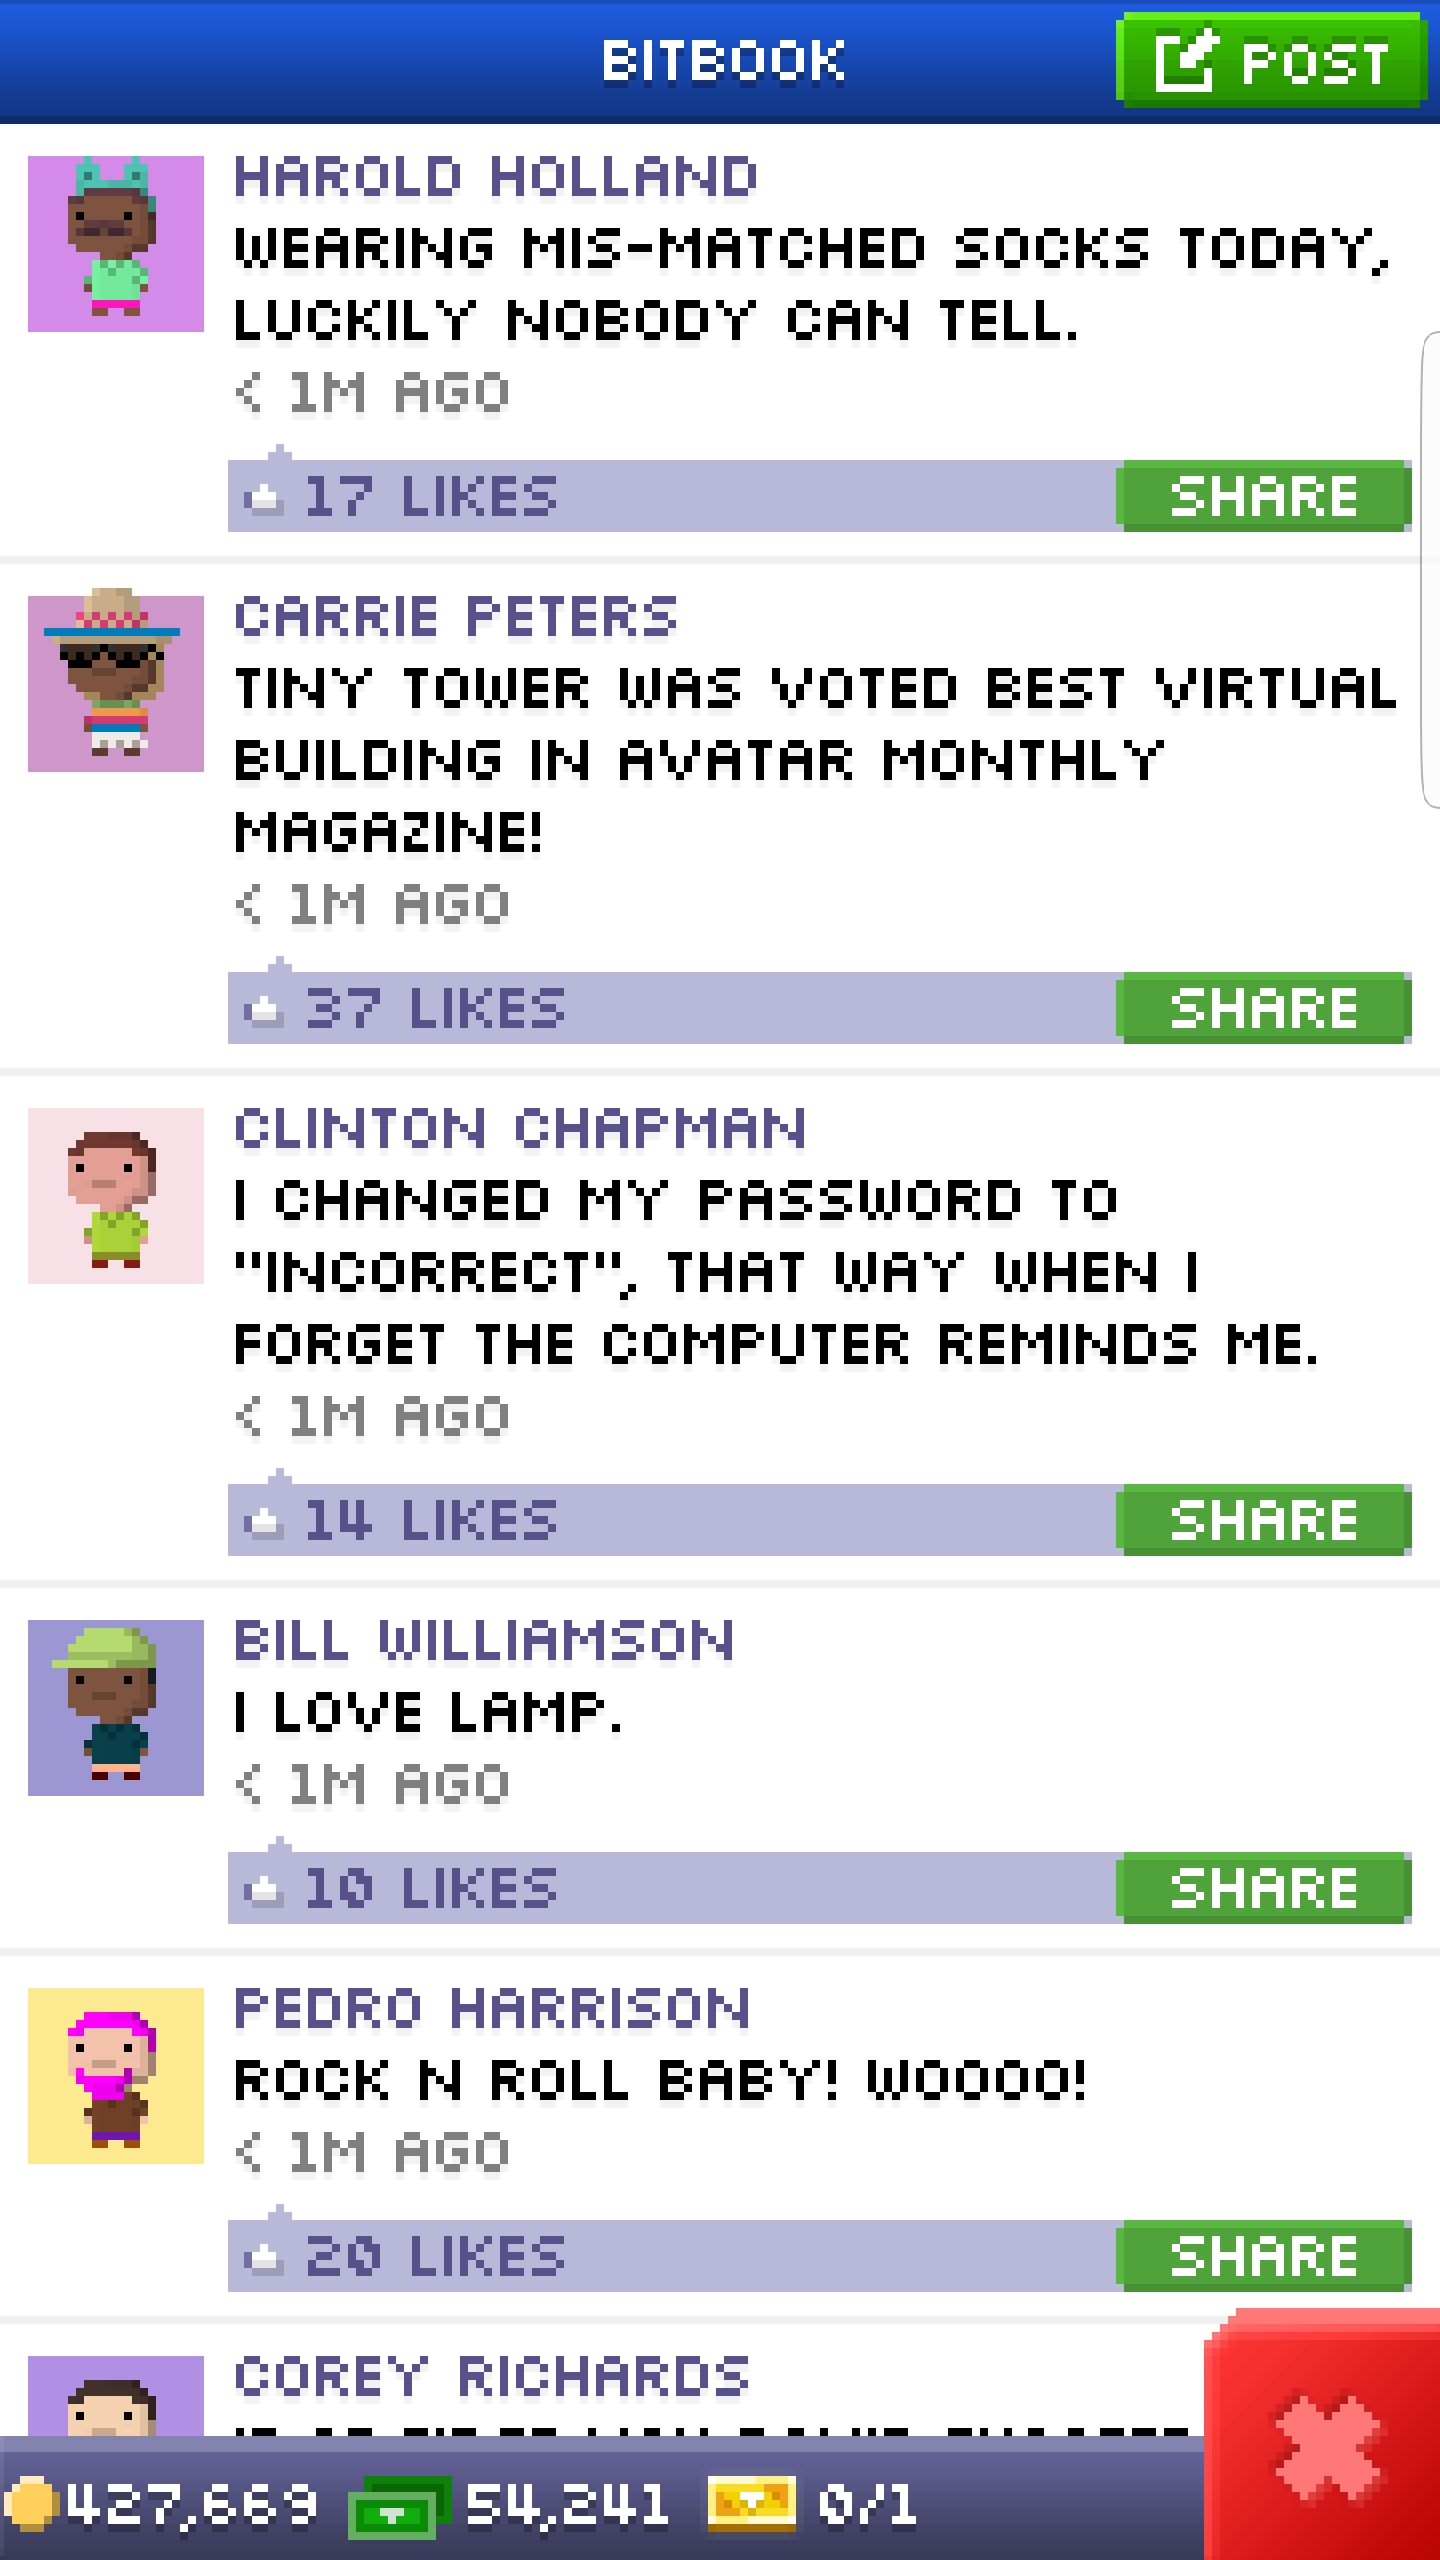 BITBOOK
POST
HAROLD HOLLAND
WEARING MIS-MATCHED SOCKS TODAY,
LUCKILY NOBODY CAN TELL.
< 1M AGO
17 LIKES
SHARE
CARRIE PETERS
TINY TOWER WAS VOTED BEST VIRTUAL
BUILDING IN AVATAR MONTHLY
MAGAZINE!
< 1M AGO
37 LIKES
SHARE
CLINTON CHAPMAN
I CHANGED MY PASSWORD TO
"INCORRECT", THAT WAY WHEN I
FORGET THE COMPUTER REMINDS ME.
< 1M AGO
14 LIKES
SHARE
BILL WILLIAMSON
I LOVE LAMP.
< 1M AGO
10 LIKES
SHARE
PEDRO HARRISON
ROCK N ROLL BABY! WOOOO!
< 1M AGO
20 LIKES
SHARE
COREY RICHARDS
427,669
54,241
0/1